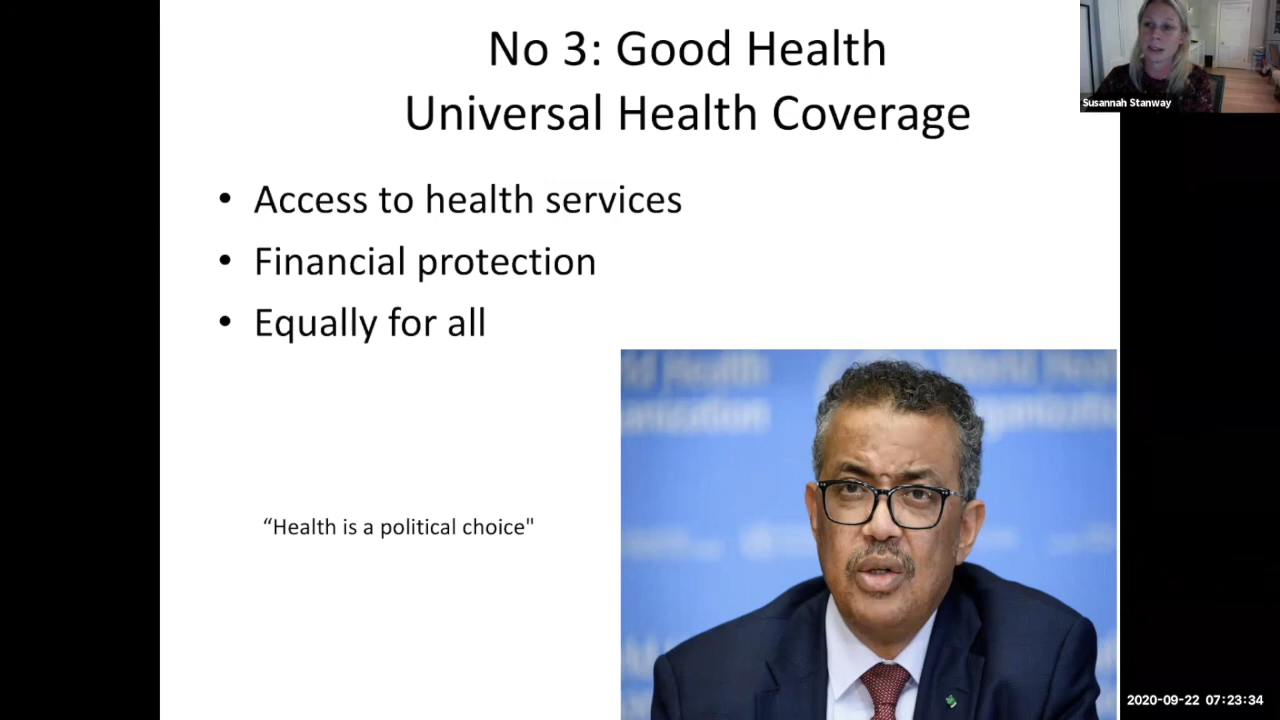 No 3: Good Health
Universal Health Coverage
Susannah Stanway
• Access to health services
• Financial protection
• Equally for all
“Health is a political choice"
2020-09-22 07:23:34